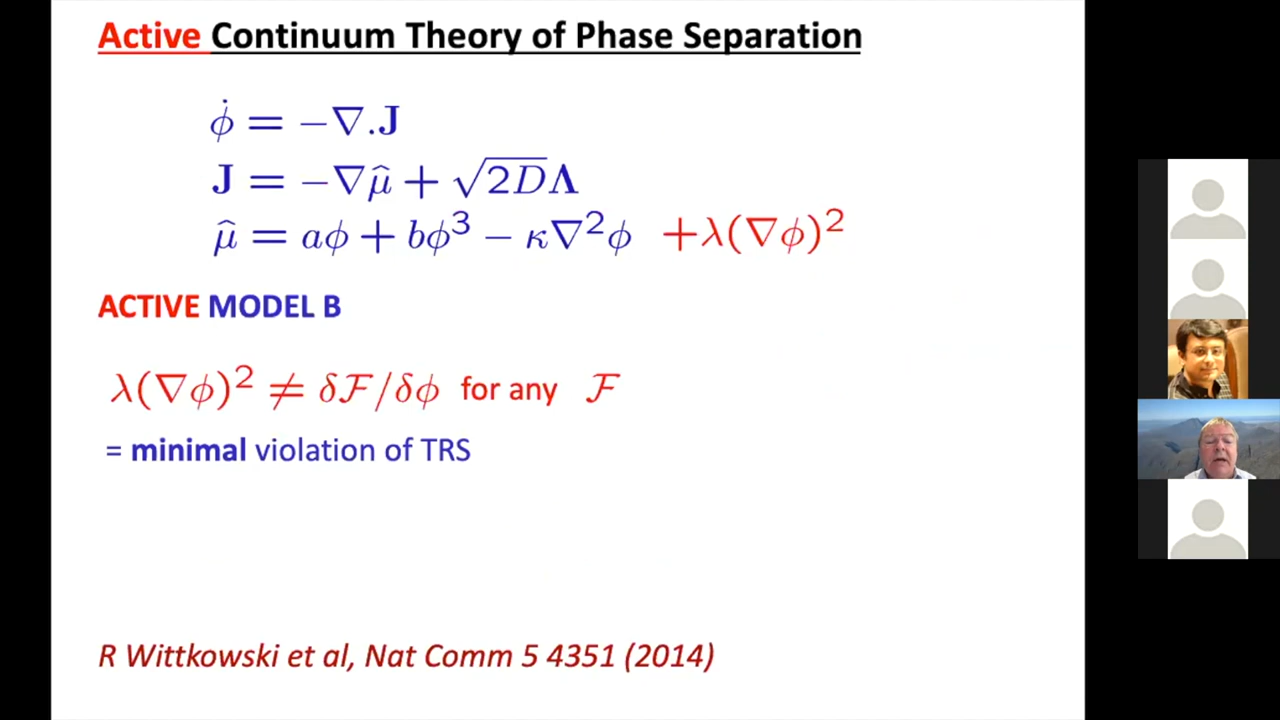 Active Continuum Theory of Phase Separation
φ̇ = −∇.J
J = −∇μ̂ + √2D Λ
μ̂ = aφ + bφ³ − κ∇²φ +λ(∇φ)²
ACTIVE MODEL B
λ(∇φ)² ≠ δℱ/δφ for any ℱ
= minimal violation of TRS
R Wittkowski et al, Nat Comm 5 4351 (2014)